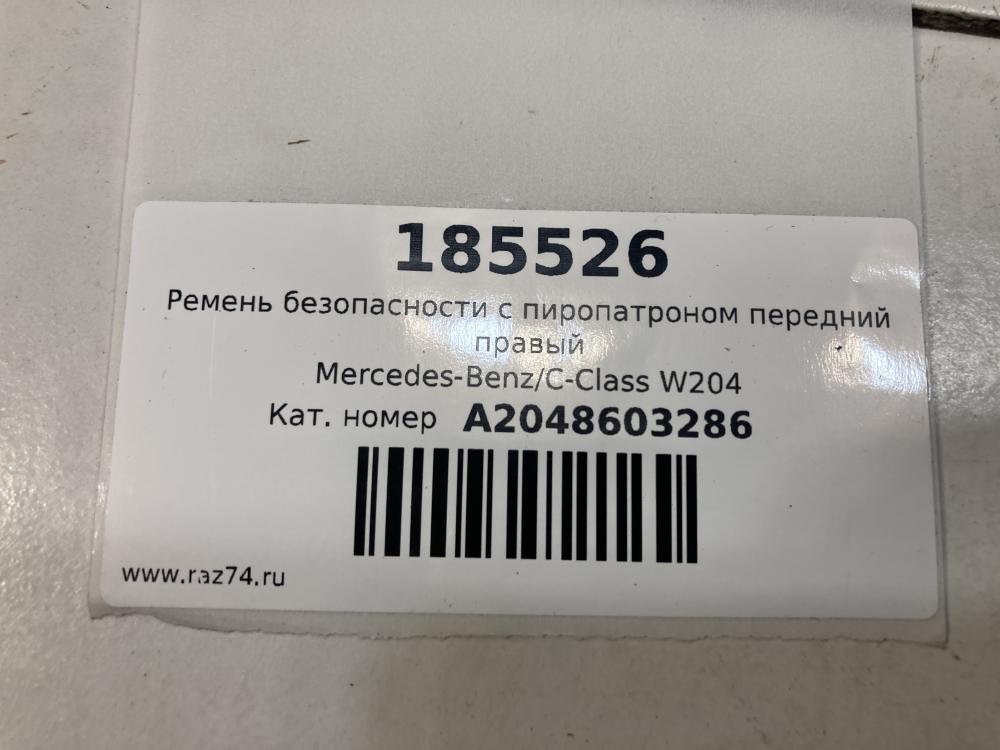 185526
Ремень безопасности с пиропатроном передний
правый
Mercedes-Benz/C-Class W204
Кат. номер A2048603286
www.raz74.ru